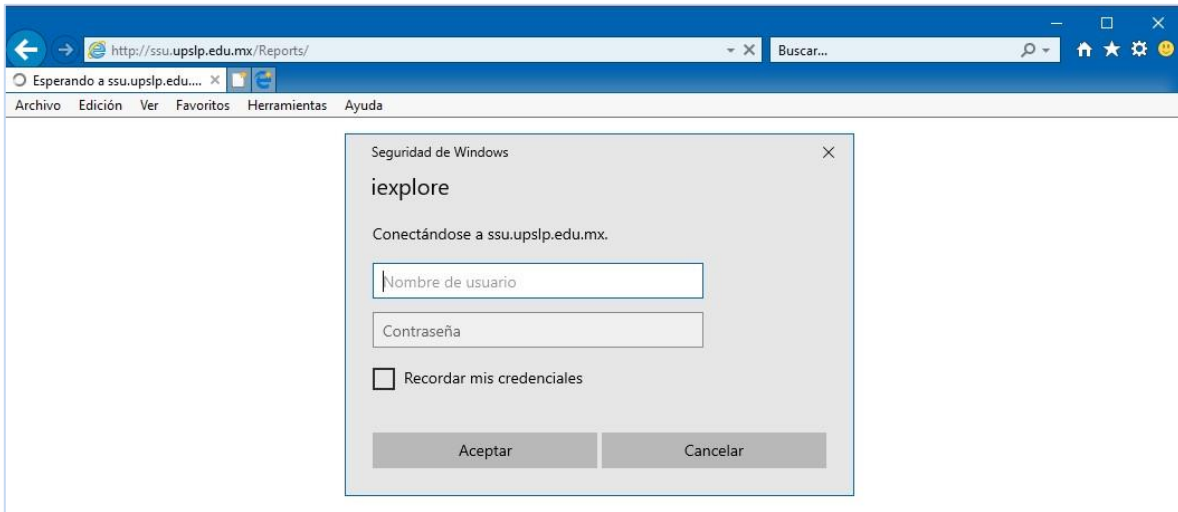 http://ssu.upslp.edu.mx/Reports/ Buscar...
Esperando a ssu.upslp.edu....
Archivo Edición Ver Favoritos Herramientas Ayuda
Seguridad de Windows
iexplore
Conectándose a ssu.upslp.edu.mx.
Nombre de usuario
Contraseña
Recordar mis credenciales
Aceptar Cancelar